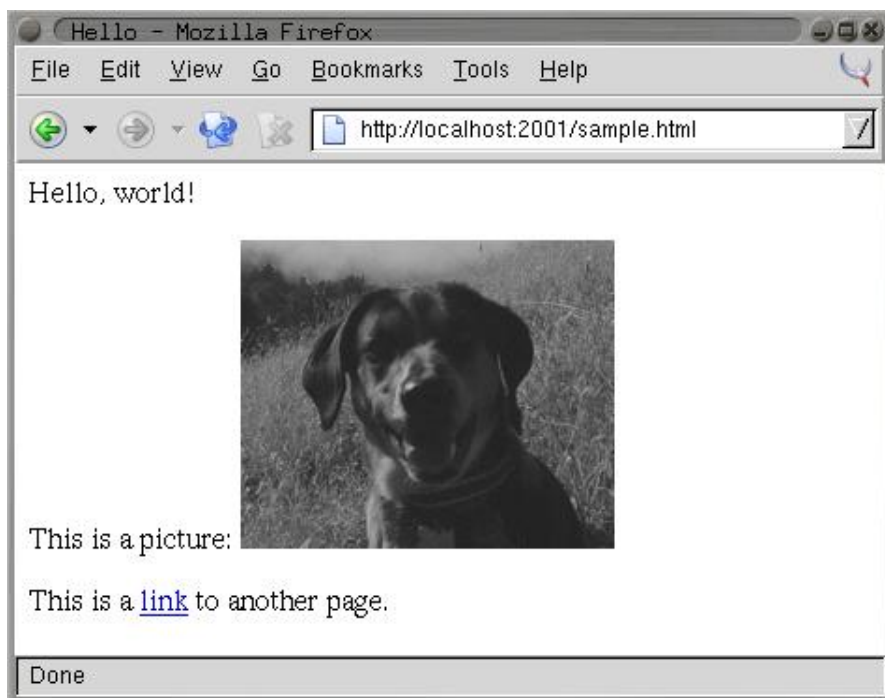 Hello - Mozilla Firefox
File Edit View Go Bookmarks Tools Help
http://localhost:2001/sample.html
Hello, world!
This is a picture:
This is a link to another page.
Done